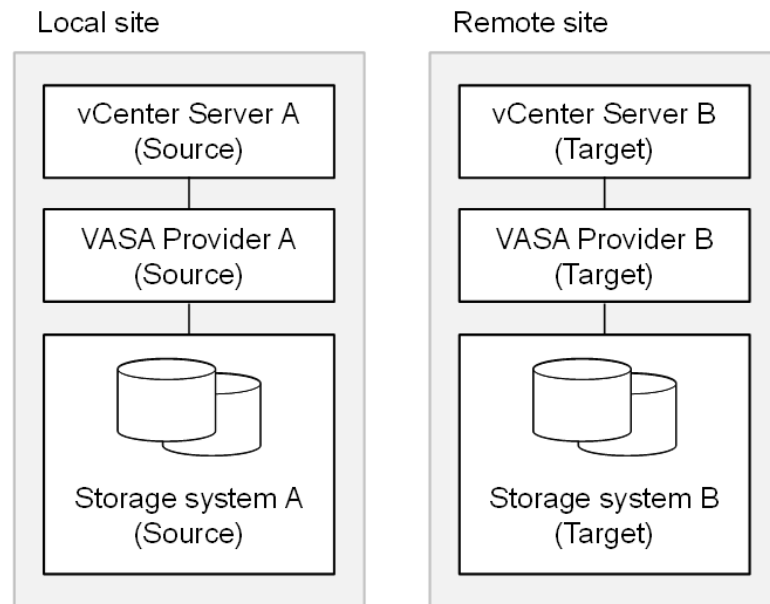 Local site
vCenter Server A
(Source)
VASA Provider A
(Source)
Storage system A
(Source)
Remote site
vCenter Server B
(Target)
VASA Provider B
(Target)
Storage system B
(Target)